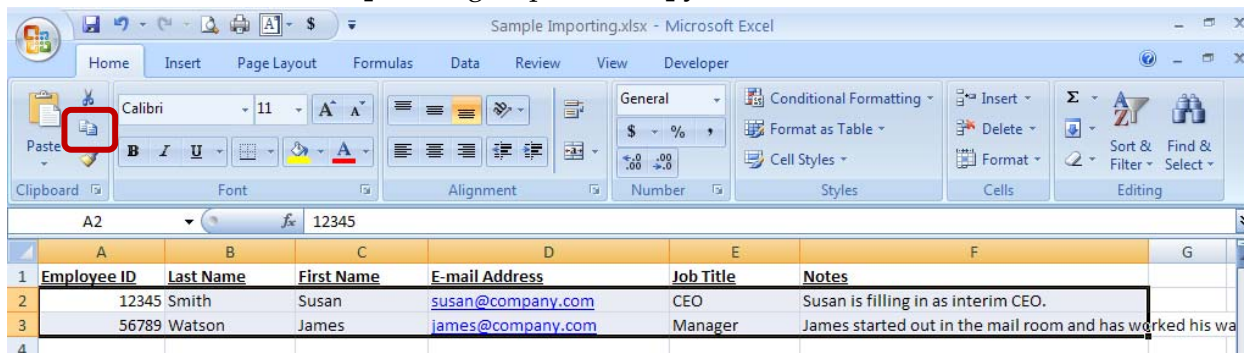 Sample Importing.xlsx - Microsoft Excel
Home Insert Page Layout Formulas Data Review View Developer
Calibri 11 General Conditional Formatting Insert
Format as Table Delete
Paste Cell Styles Format Sort & Filter Find & Select
Clipboard Font Alignment Number Styles Cells Editing
A2 fx 12345
A B C D E F G
1 Employee ID Last Name First Name E-mail Address Job Title Notes
2 12345 Smith Susan susan@company.com CEO Susan is filling in as interim CEO.
3 56789 Watson James james@company.com Manager James started out in the mail room and has worked his wa
4